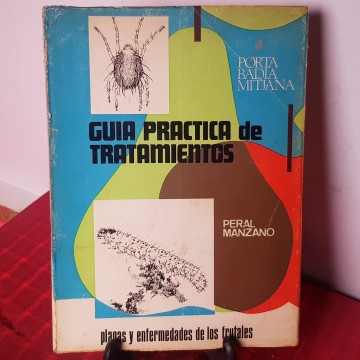 PORTA
BADIA
MITJANA
GUIA PRACTICA de
TRATAMIENTOS
PERAL
MANZANO
plagas y enfermedades de los frutales